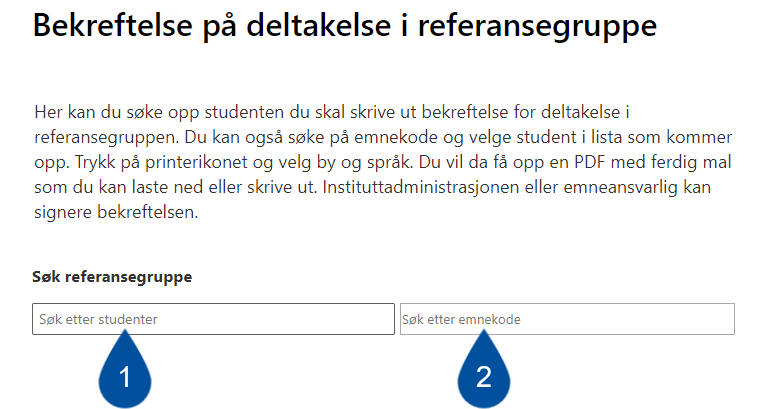 Bekreftelse på deltakelse i referansegruppe
Her kan du søke opp studenten du skal skrive ut bekreftelse for deltakelse i
referansegruppen. Du kan også søke på emnekode og velge student i lista som kommer
opp. Trykk på printerikonet og velg by og språk. Du vil da få opp en PDF med ferdig mal
som du kan laste ned eller skrive ut. Instituttadministrasjonen eller emneansvarlig kan
signere bekreftelsen.
Søk referansegruppe
Søk etter studenter
Søk etter emnekode
1
2